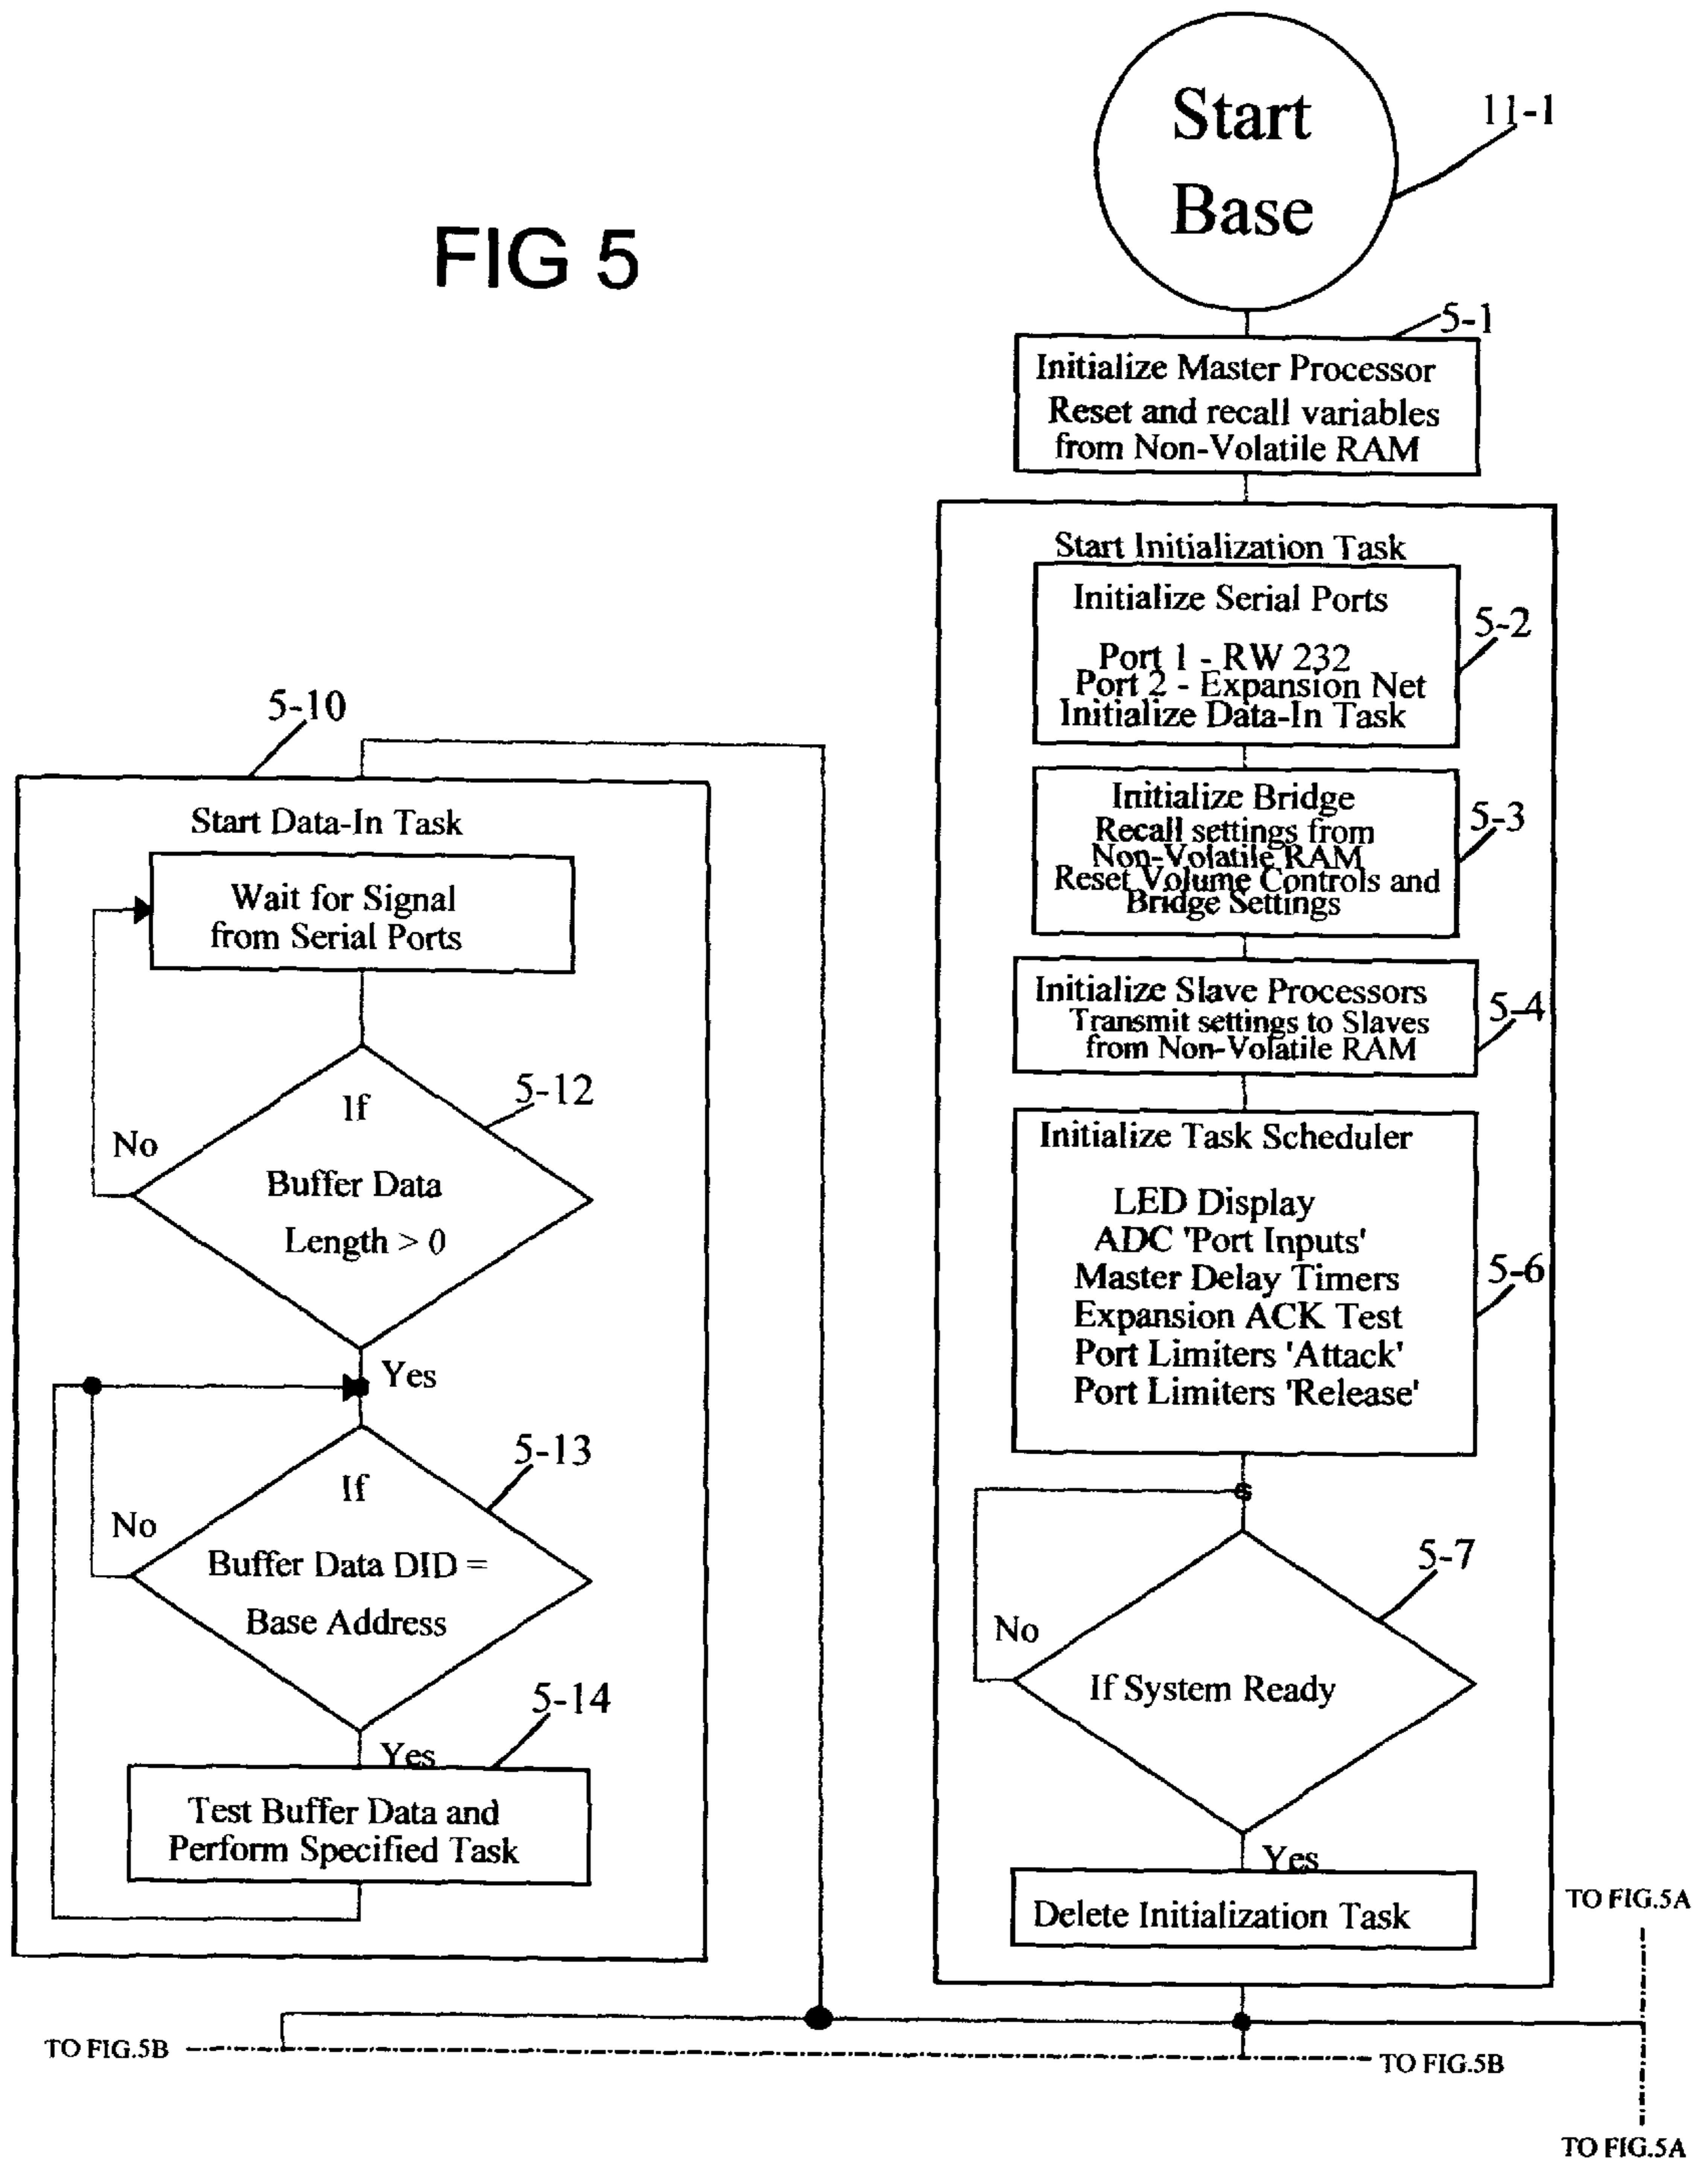 FIG 5
Start
Base
11-1
5-1
Initialize Master Processor
Reset and recall variables
from Non-Volatile RAM
Start Initialization Task
Initialize Serial Ports
Port 1 - RW 232
Port 2 - Expansion Net
Initialize Data-In Task
5-2
Initialize Bridge
Recall settings from
Non-Volatile RAM
Reset Volume Controls and
Bridge Settings
5-3
Initialize Slave Processors
Transmit settings to Slaves
from Non-Volatile RAM
5-4
Initialize Task Scheduler
LED Display
ADC 'Port Inputs'
Master Delay Timers
Expansion ACK Test
Port Limiters 'Attack'
Port Limiters 'Release'
5-6
5-7
No
If System Ready
Yes
Delete Initialization Task
5-10
Start Data-In Task
Wait for Signal
from Serial Ports
5-12
If
No
Buffer Data
Length > 0
Yes
5-13
If
No
Buffer Data DID =
Base Address
5-14
Yes
Test Buffer Data and
Perform Specified Task
TO FIG.5A
TO FIG.5B
TO FIG.5B
TO FIG.5A